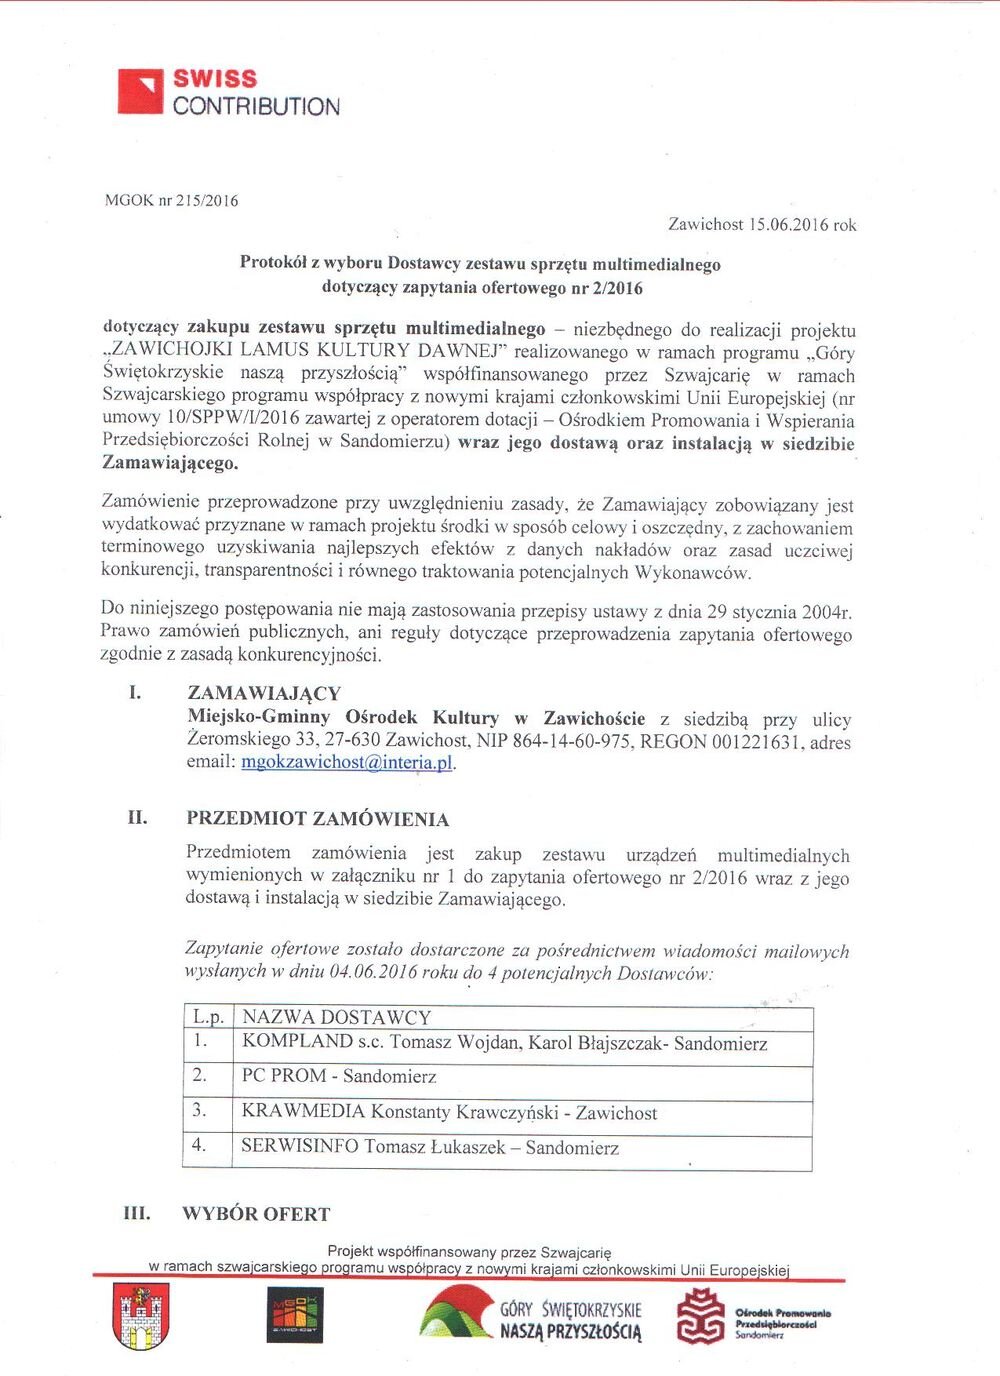 SWISS
CONTRIBUTION
MGOK nr 215/2016
Zawichost 15.06.2016 rok
Protokół z wyboru Dostawcy zestawu sprzętu multimedialnego
dotyczący zapytania ofertowego nr 2/2016
dotyczący zakupu zestawu sprzętu multimedialnego – niezbędnego do realizacji projektu
„ZAWICHOJKI LAMUS KULTURY DAWNEJ” realizowanego w ramach programu „Góry
Świętokrzyskie naszą przyszłością” współfinansowanego przez Szwajcarię w ramach
Szwajcarskiego programu współpracy z nowymi krajami członkowskimi Unii Europejskiej (nr
umowy 10/SPPW/I/2016 zawartej z operatorem dotacji – Ośrodkiem Promowania i Wspierania
Przedsiębiorczości Rolnej w Sandomierzu) wraz jego dostawą oraz instalacją w siedzibie
Zamawiającego.
Zamówienie przeprowadzone przy uwzględnieniu zasady, że Zamawiający zobowiązany jest
wydatkować przyznane w ramach projektu środki w sposób celowy i oszczędny, z zachowaniem
terminowego uzyskiwania najlepszych efektów z danych nakładów oraz zasad uczciwej
konkurencji, transparentności i równego traktowania potencjalnych Wykonawców.
Do niniejszego postępowania nie mają zastosowania przepisy ustawy z dnia 29 stycznia 2004r.
Prawo zamówień publicznych, ani reguły dotyczące przeprowadzenia zapytania ofertowego
zgodnie z zasadą konkurencyjności.
I. ZAMAWIAJĄCY
Miejsko-Gminny Ośrodek Kultury w Zawichoście z siedzibą przy ulicy
Żeromskiego 33, 27-630 Zawichost, NIP 864-14-60-975, REGON 001221631, adres
email: mgokzawichost@interia.pl.
II. PRZEDMIOT ZAMÓWIENIA
Przedmiotem zamówienia jest zakup zestawu urządzeń multimedialnych
wymienionych w załączniku nr 1 do zapytania ofertowego nr 2/2016 wraz z jego
dostawą i instalacją w siedzibie Zamawiającego.
Zapytanie ofertowe zostało dostarczone za pośrednictwem wiadomości mailowych
wysłanych w dniu 04.06.2016 roku do 4 potencjalnych Dostawców:
L.p. NAZWA DOSTAWCY
1. KOMPLAND s.c. Tomasz Wojdan, Karol Błajszczak- Sandomierz
2. PC PROM - Sandomierz
3. KRAWMEDIA Konstanty Krawczyński - Zawichost
4. SERWISINFO Tomasz Łukaszek – Sandomierz
III. WYBÓR OFERT
Projekt współfinansowany przez Szwajcarię
w ramach szwajcarskiego programu współpracy z nowymi krajami członkowskimi Unii Europejskiej
MGOK
ZAWICHOST
GÓRY ŚWIĘTOKRZYSKIE
NASZĄ PRZYSZŁOŚCIĄ
Ośrodek Promowania
Przedsiębiorczości
Sandomierz